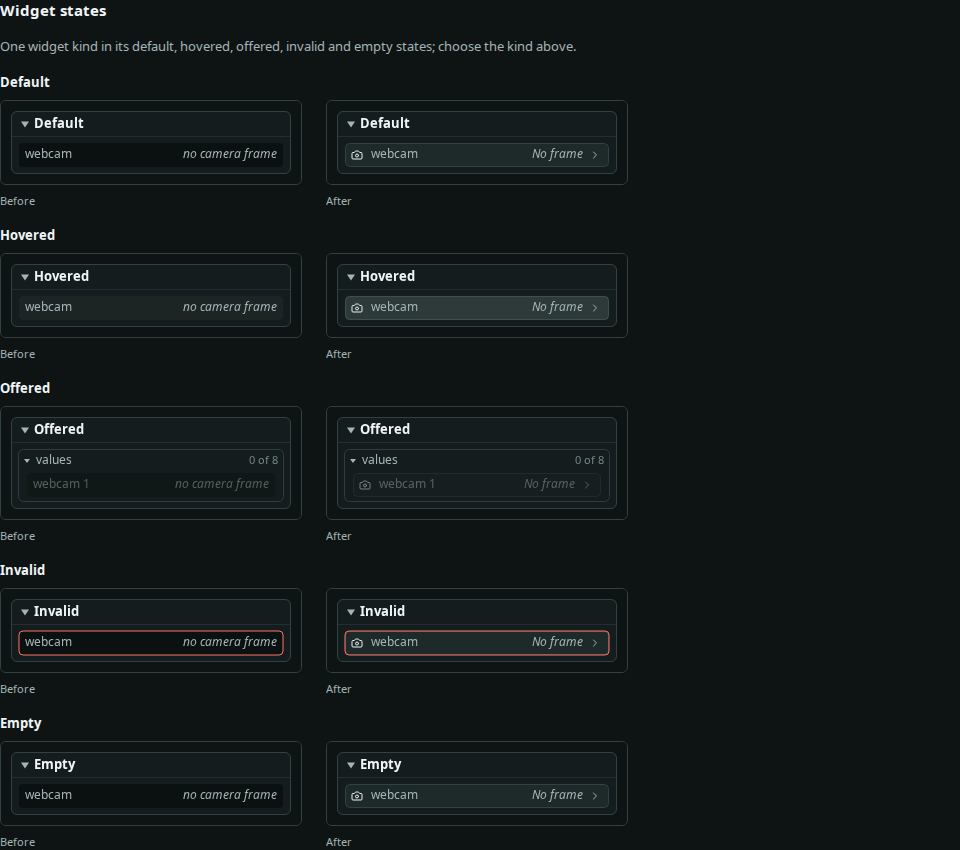 Widget states
One widget kind in its default, hovered, offered, invalid and empty states; choose the kind above.
Default
Default
webcam no camera frame
Default
webcam No frame
Before
After
Hovered
Hovered
webcam no camera frame
Hovered
webcam No frame
Before
After
Offered
Offered
values 0 of 8
webcam 1 no camera frame
Offered
values 0 of 8
webcam 1 No frame
Before
After
Invalid
Invalid
webcam no camera frame
Invalid
webcam No frame
Before
After
Empty
Empty
webcam no camera frame
Empty
webcam No frame
Before
After